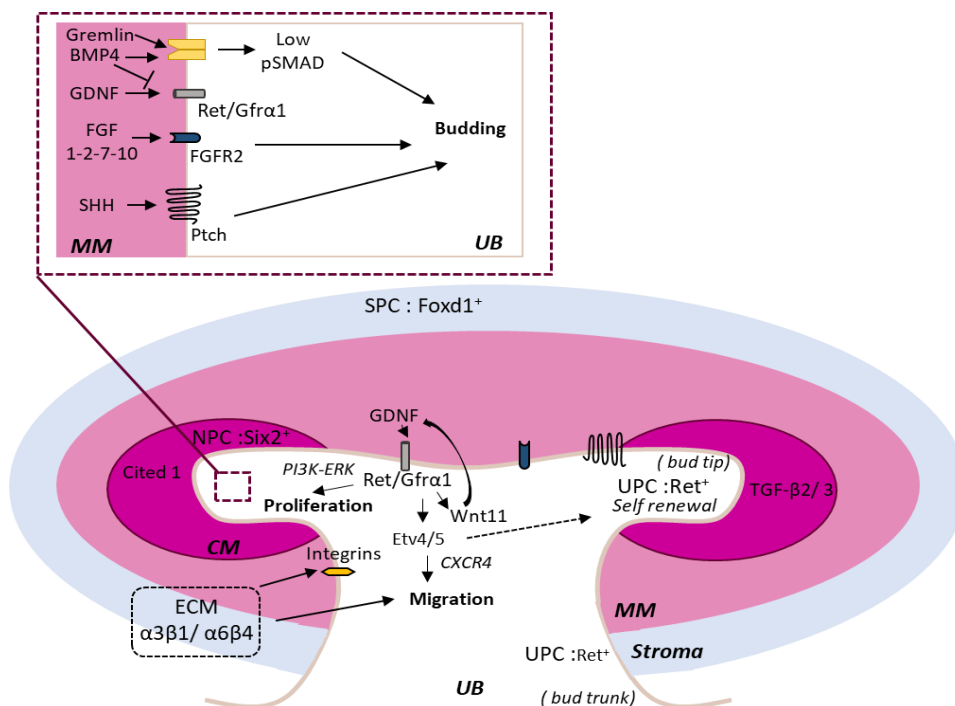 Gremlin
BMP4
Low
pSMAD
GDNF
Ret/Gfrα1
Budding
FGF
1-2-7-10
FGFR2
SHH
Ptch
MM
UB
SPC : Foxd1⁺
GDNF
NPC :Six2⁺
Cited 1
PI3K-ERK
Ret/Gfrα1
( bud tip)
UPC :Ret⁺
Self renewal
TGF-β2/ 3
Proliferation
Wnt11
Etv4/5
CM
Integrins
CXCR4
ECM
α3β1/ α6β4
Migration
MM
Stroma
UPC :Ret⁺
UB
( bud trunk)